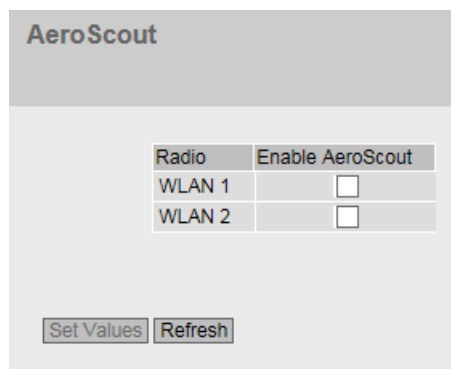 AeroScout
Radio Enable AeroScout
WLAN 1
WLAN 2
Set Values Refresh